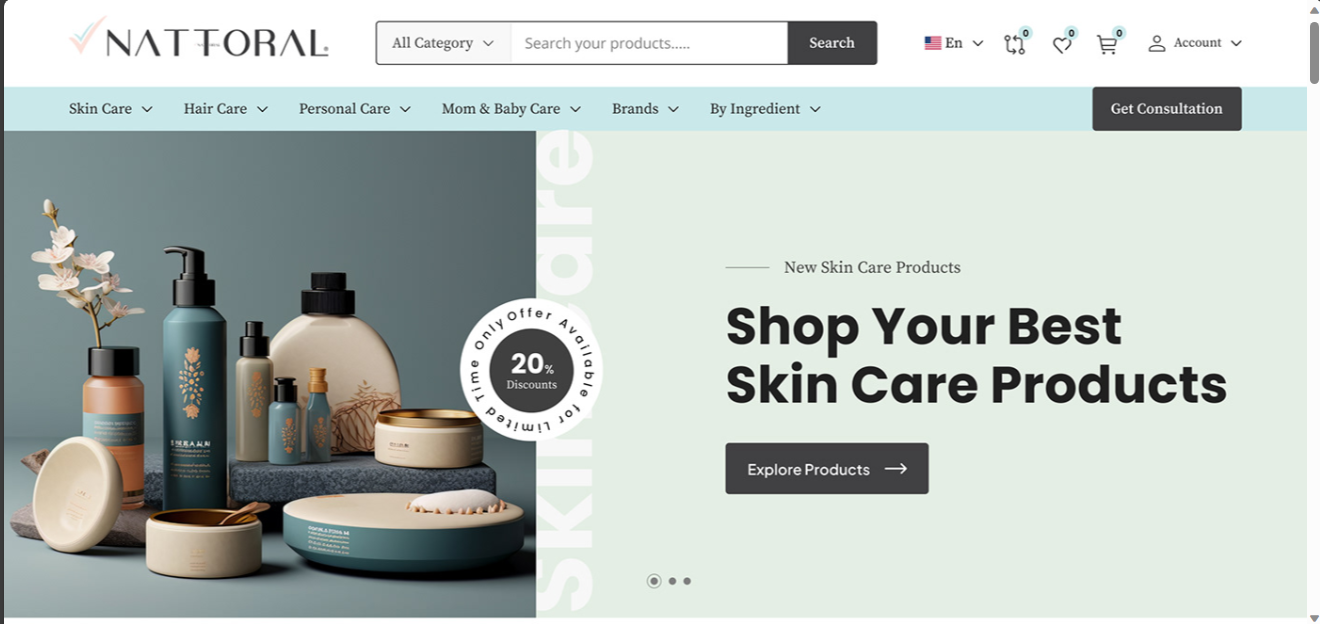 NATTORAL
All Category
Search your products.....
Search
En
0
0
0
Account
Skin Care
Hair Care
Personal Care
Mom & Baby Care
Brands
By Ingredient
Get Consultation
skin care
Offer Available for Limited Time Only
20%
Discounts
New Skin Care Products
Shop Your Best
Skin Care Products
Explore Products